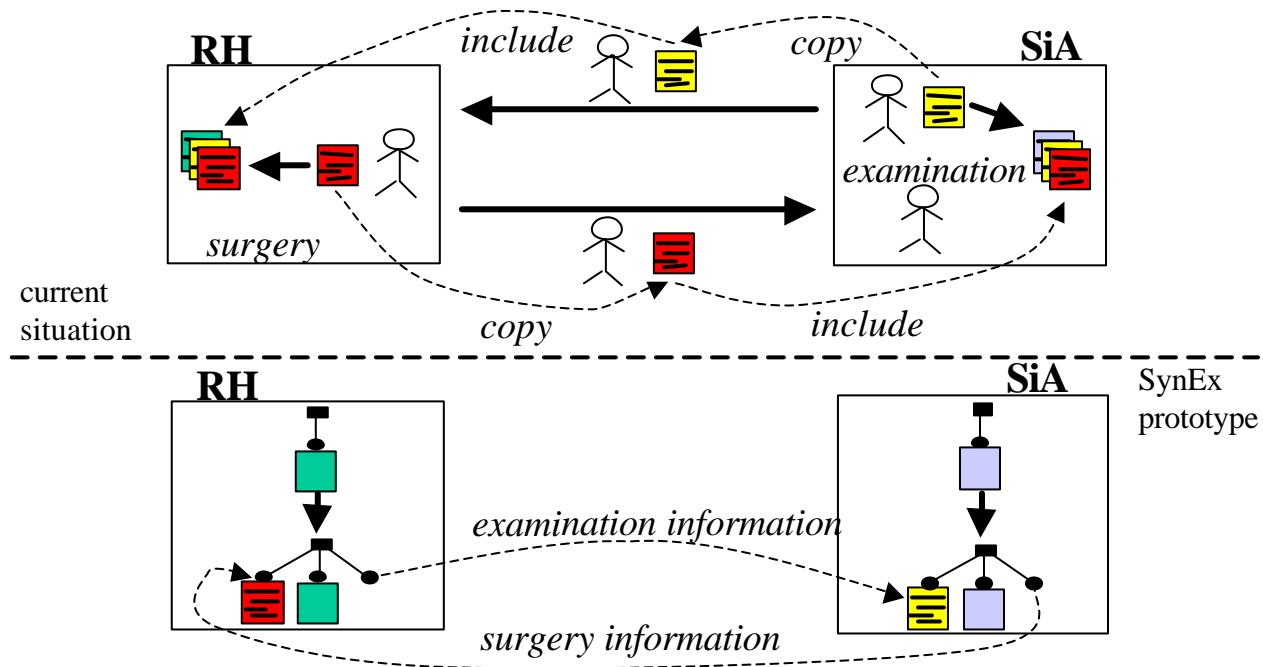 include
copy
RH
SiA
examination
surgery
current
situation
copy
include
RH
SiA
SynEx
prototype
examination information
surgery information